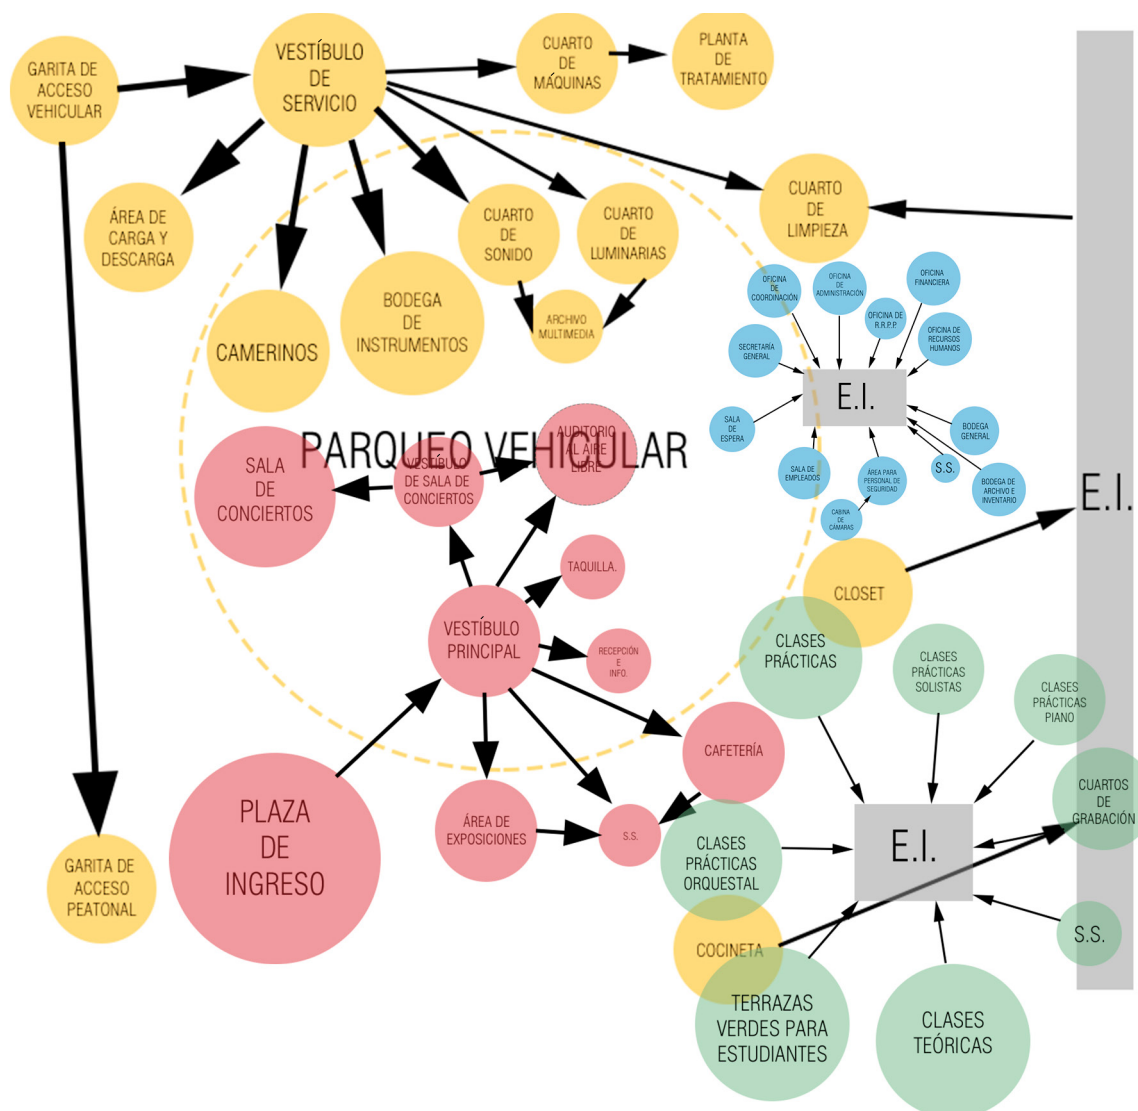 GARITA DE
ACCESO
VEHICULAR
VESTÍBULO
DE
SERVICIO
CUARTO
DE
MÁQUINAS
PLANTA
DE
TRATAMIENTO
ÁREA DE
CARGA Y
DESCARGA
CAMERINOS
BODEGA
DE
INSTRUMENTOS
CUARTO
DE
SONIDO
CUARTO
DE
LUMINARIAS
ARCHIVO
MULTIMEDIA
CUARTO
DE
LIMPIEZA
OFICINA
DE
COORDINACIÓN
OFICINA
DE
ADMINISTRACIÓN
OFICINA
FINANCIERA
OFICINA DE
R.R.P.P.
OFICINA DE
RECURSOS
HUMANOS
SECRETARÍA
GENERAL
E.I.
SALA
DE
ESPERA
BODEGA
GENERAL
SALA DE
EMPLEADOS
ÁREA PARA
PERSONAL DE
SEGURIDAD
S.S.
BODEGA DE
ARCHIVO E
INVENTARIO
CABINA
DE
CÁMARAS
PARQUEO VEHICULAR
SALA
DE
CONCIERTOS
VESTÍBULO
DE SALA DE
CONCIERTOS
AUDITORIO
AL AIRE
LIBRE
E.I.
TAQUILLA.
CLOSET
VESTÍBULO
PRINCIPAL
RECEPCIÓN
E
INFO.
CAFETERÍA
PLAZA
DE
INGRESO
ÁREA DE
EXPOSICIONES
S.S.
GARITA DE
ACCESO
PEATONAL
CLASES
PRÁCTICAS
CLASES
PRÁCTICAS
SOLISTAS
CLASES
PRÁCTICAS
PIANO
CUARTOS
DE
GRABACIÓN
E.I.
CLASES
PRÁCTICAS
ORQUESTAL
COCINETA
S.S.
TERRAZAS
VERDES PARA
ESTUDIANTES
CLASES
TEÓRICAS